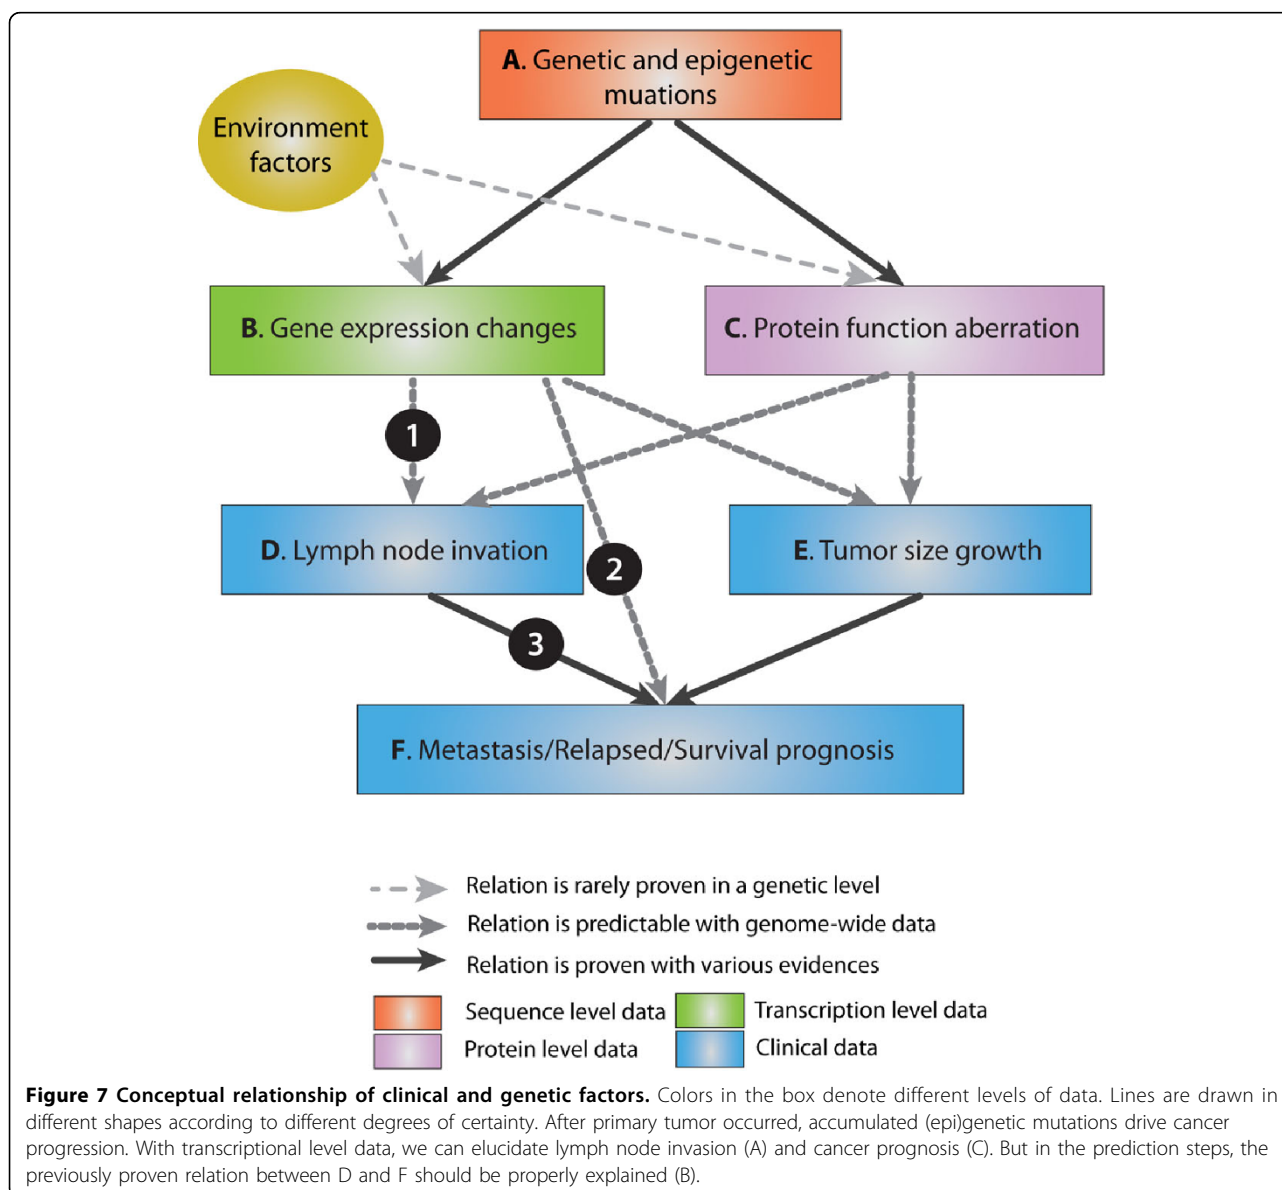 A. Genetic and epigenetic
muations
Environment
factors
B. Gene expression changes
C. Protein function aberration
1
D. Lymph node invation
2
E. Tumor size growth
3
F. Metastasis/Relapsed/Survival prognosis
Relation is rarely proven in a genetic level
Relation is predictable with genome-wide data
Relation is proven with various evidences
Sequence level data
Transcription level data
Protein level data
Clinical data
Figure 7 Conceptual relationship of clinical and genetic factors. Colors in the box denote different levels of data. Lines are drawn in
different shapes according to different degrees of certainty. After primary tumor occurred, accumulated (epi)genetic mutations drive cancer
progression. With transcriptional level data, we can elucidate lymph node invasion (A) and cancer prognosis (C). But in the prediction steps, the
previously proven relation between D and F should be properly explained (B).